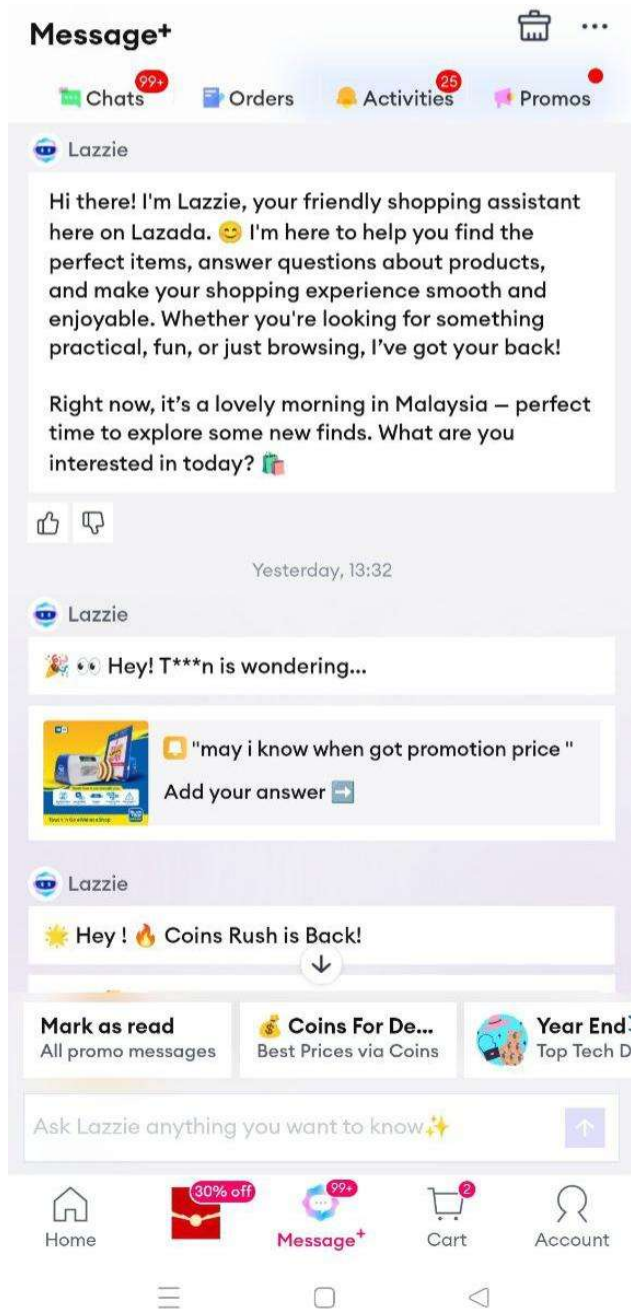 Message+
Chats
99+
Orders
Activities
25
Promos
Lazzie
Hi there! I'm Lazzie, your friendly shopping assistant
here on Lazada. 😊 I'm here to help you find the
perfect items, answer questions about products,
and make your shopping experience smooth and
enjoyable. Whether you're looking for something
practical, fun, or just browsing, I’ve got your back!
Right now, it’s a lovely morning in Malaysia – perfect
time to explore some new finds. What are you
interested in today? 🛍️
Yesterday, 13:32
Lazzie
🎉 👀 Hey! T***n is wondering...
"may i know when got promotion price "
Add your answer ➡️
Lazzie
🌟 Hey ! 🔥 Coins Rush is Back!
Mark as read
All promo messages
💰 Coins For De...
Best Prices via Coins
Year End
Top Tech D
Ask Lazzie anything you want to know✨
Home
30% off
99+
Message+
2
Cart
Account